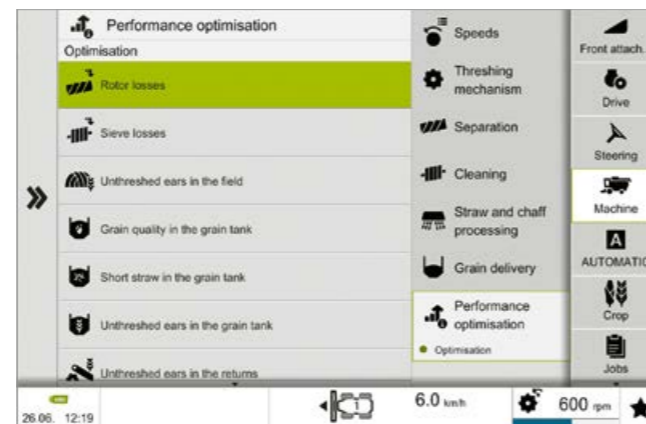 Performance optimisation
Optimisation
Rotor losses
Sieve losses
Unthreshed ears in the field
Grain quality in the grain tank
Short straw in the grain tank
Unthreshed ears in the grain tank
Unthreshed ears in the returns
Speeds
Threshing
mechanism
Separation
Cleaning
Straw and chaff
processing
Grain delivery
Performance
optimisation
Optimisation
Front attach.
Drive
Steering
Machine
A
AUTOMATIC
Crop
Jobs
26.06. 12:19
1
6.0 km/h
600 rpm